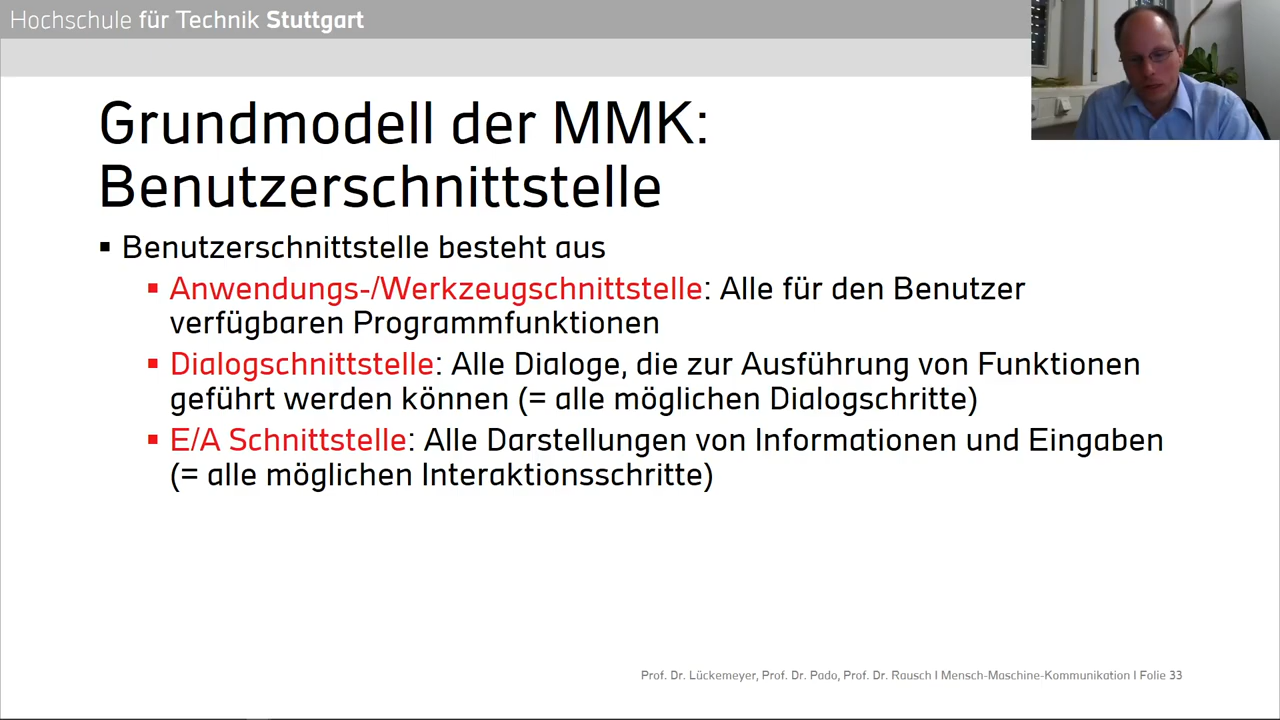 Hochschule für Technik Stuttgart
Grundmodell der MMK:
Benutzerschnittstelle
▪ Benutzerschnittstelle besteht aus
▪ Anwendungs-/Werkzeugschnittstelle: Alle für den Benutzer
verfügbaren Programmfunktionen
▪ Dialogschnittstelle: Alle Dialoge, die zur Ausführung von Funktionen
geführt werden können (= alle möglichen Dialogschritte)
▪ E/A Schnittstelle: Alle Darstellungen von Informationen und Eingaben
(= alle möglichen Interaktionsschritte)
Prof. Dr. Lückemeyer, Prof. Dr. Pado, Prof. Dr. Rausch I Mensch-Maschine-Kommunikation I Folie 33